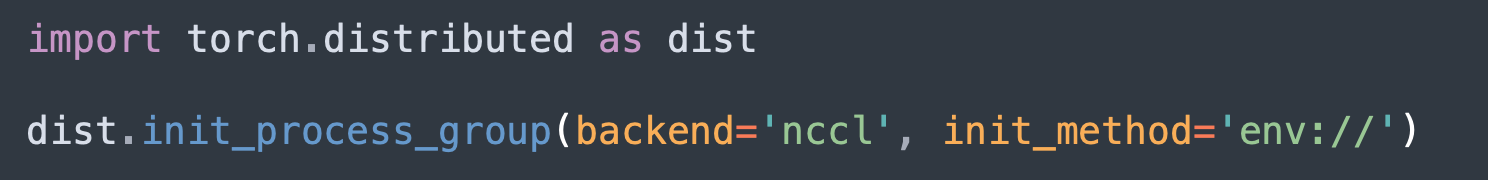 import torch.distributed as dist
dist.init_process_group(backend='nccl', init_method='env://')